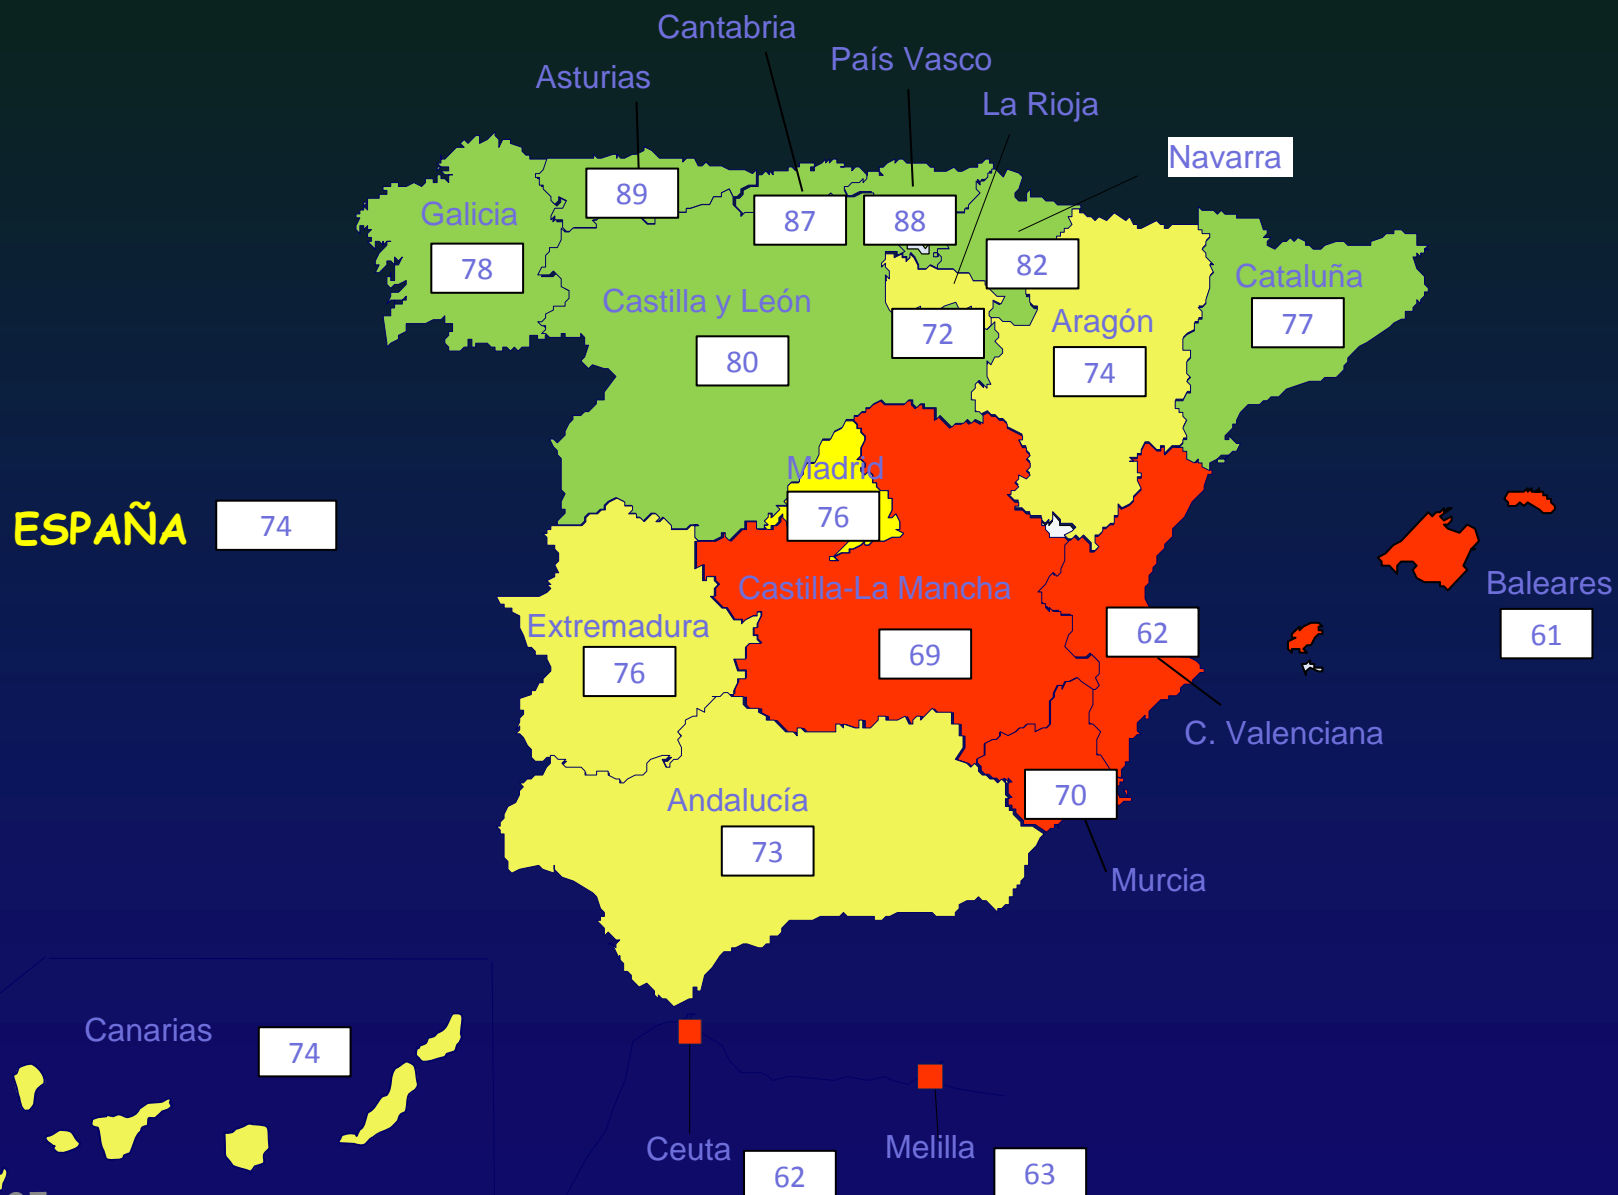 Cantabria
País Vasco
Asturias
La Rioja
Navarra
89
87
88
Galicia
78
82
Cataluña
77
Castilla y León
80
72
Aragón
74
Madrid
76
ESPAÑA 74
Castilla-La Mancha
69
Baleares
61
Extremadura
76
62
C. Valenciana
70
Murcia
Andalucía
73
Canarias 74
Ceuta 62
Melilla 63